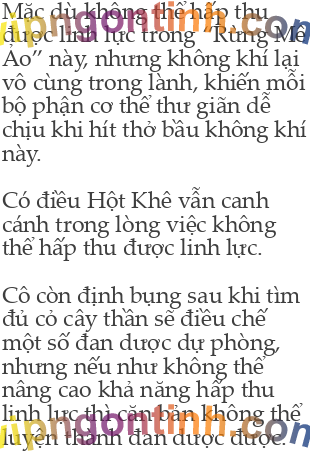 Mặc dù không thể hấp thu
được linh lực trong “Rừng Mê
Ảo” này, nhưng không khí lại
vô cùng trong lành, khiến mỗi
bộ phận cơ thể thư giãn dễ
chịu khi hít thở bầu không khí
này.
Có điều Hột Khê vẫn canh
cánh trong lòng việc không
thể hấp thu được linh lực.
Cô còn định bụng sau khi tìm
đủ cỏ cây thần sẽ điều chế
một số đan dược dự phòng,
nhưng nếu như không thể
nâng cao khả năng hấp thu
linh lực thì căn bản không thể
luyện thành đan dược được.
vipngontinh.com
vipngontinh.com